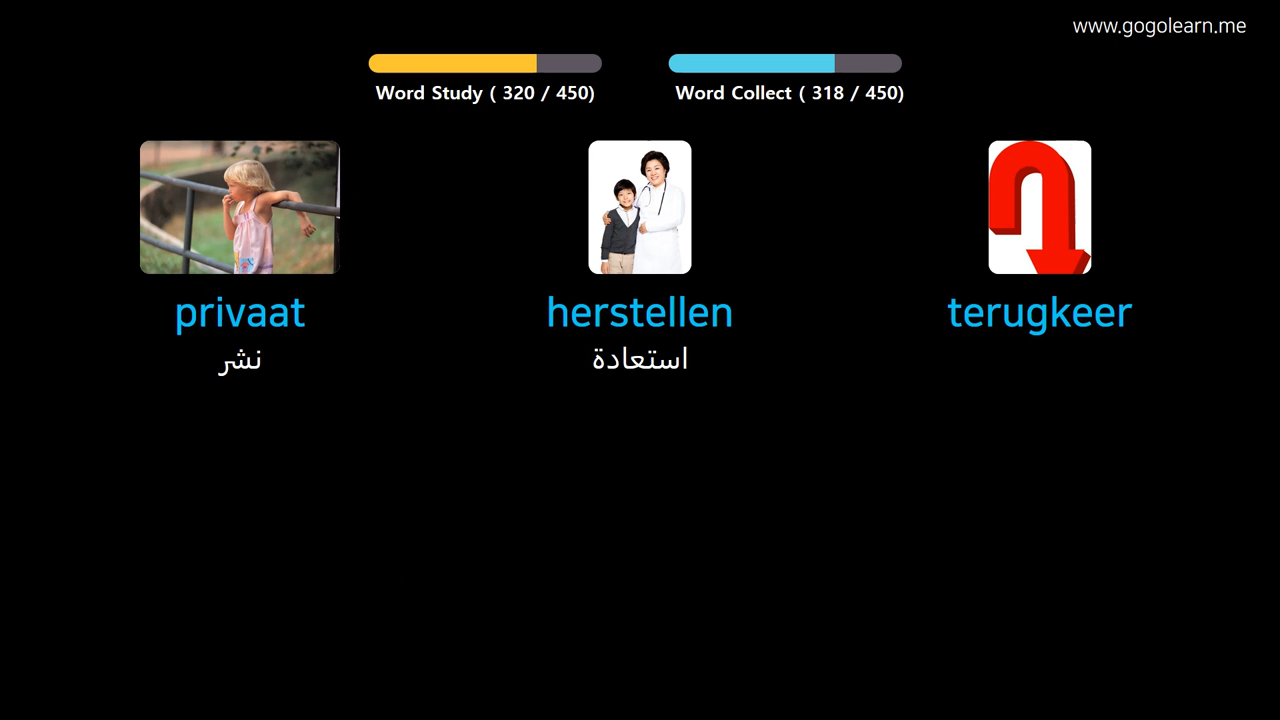 www.gogolearn.me
Word Study ( 320 / 450)
Word Collect ( 318 / 450)
privaat
herstellen
terugkeer
نشر
استعادة